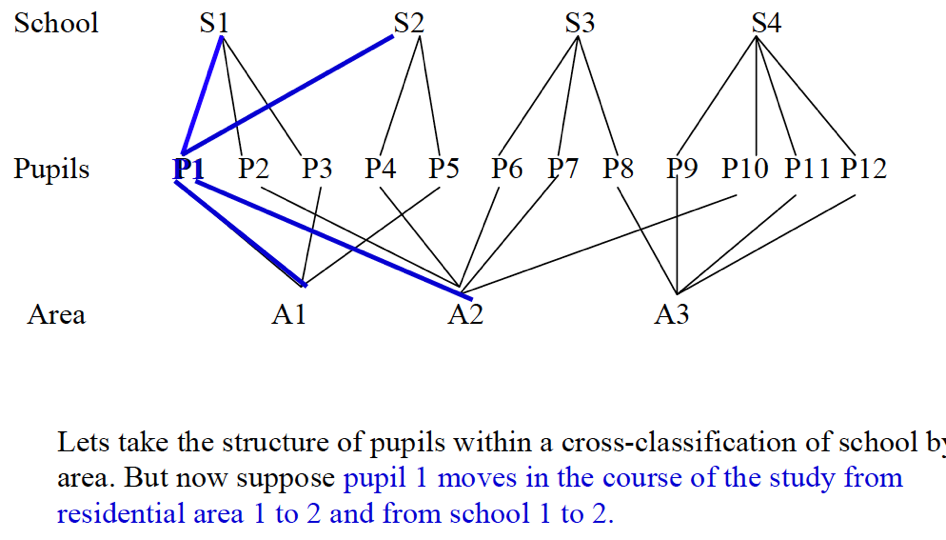 School S1 S2 S3 S4
Pupils P1 P2 P3 P4 P5 P6 P7 P8 P9 P10 P11 P12
Area A1 A2 A3
Lets take the structure of pupils within a cross-classification of school by
area. But now suppose pupil 1 moves in the course of the study from
residential area 1 to 2 and from school 1 to 2.